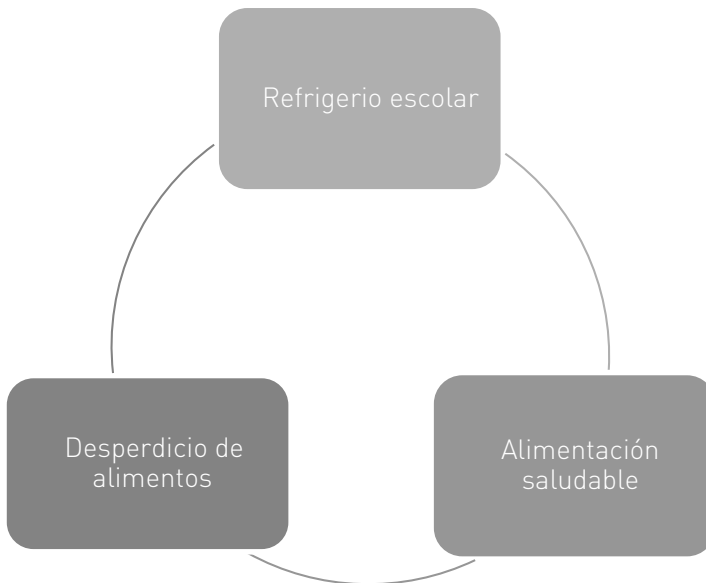 Refrigerio escolar
Desperdicio de
alimentos
Alimentación
saludable